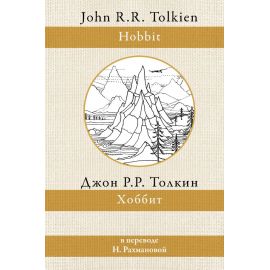 John R.R. Tolkien
Hobbit
Джон Р.Р. Толкин
Хоббит
в переводе
Н. Рахмановой